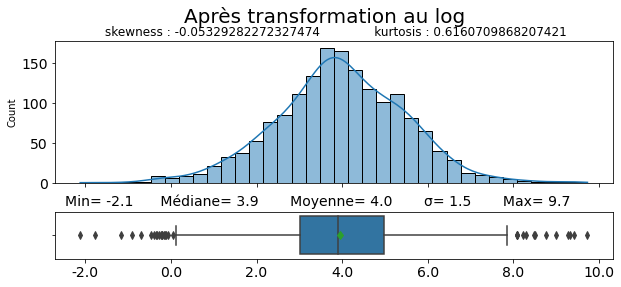 Après transformation au log
skewness : -0.05329282272327474 kurtosis : 0.6160709868207421
150
100
50
0
Count
Min= -2.1 Médiane= 3.9 Moyenne= 4.0 σ= 1.5 Max= 9.7
-2.0 0.0 2.0 4.0 6.0 8.0 10.0